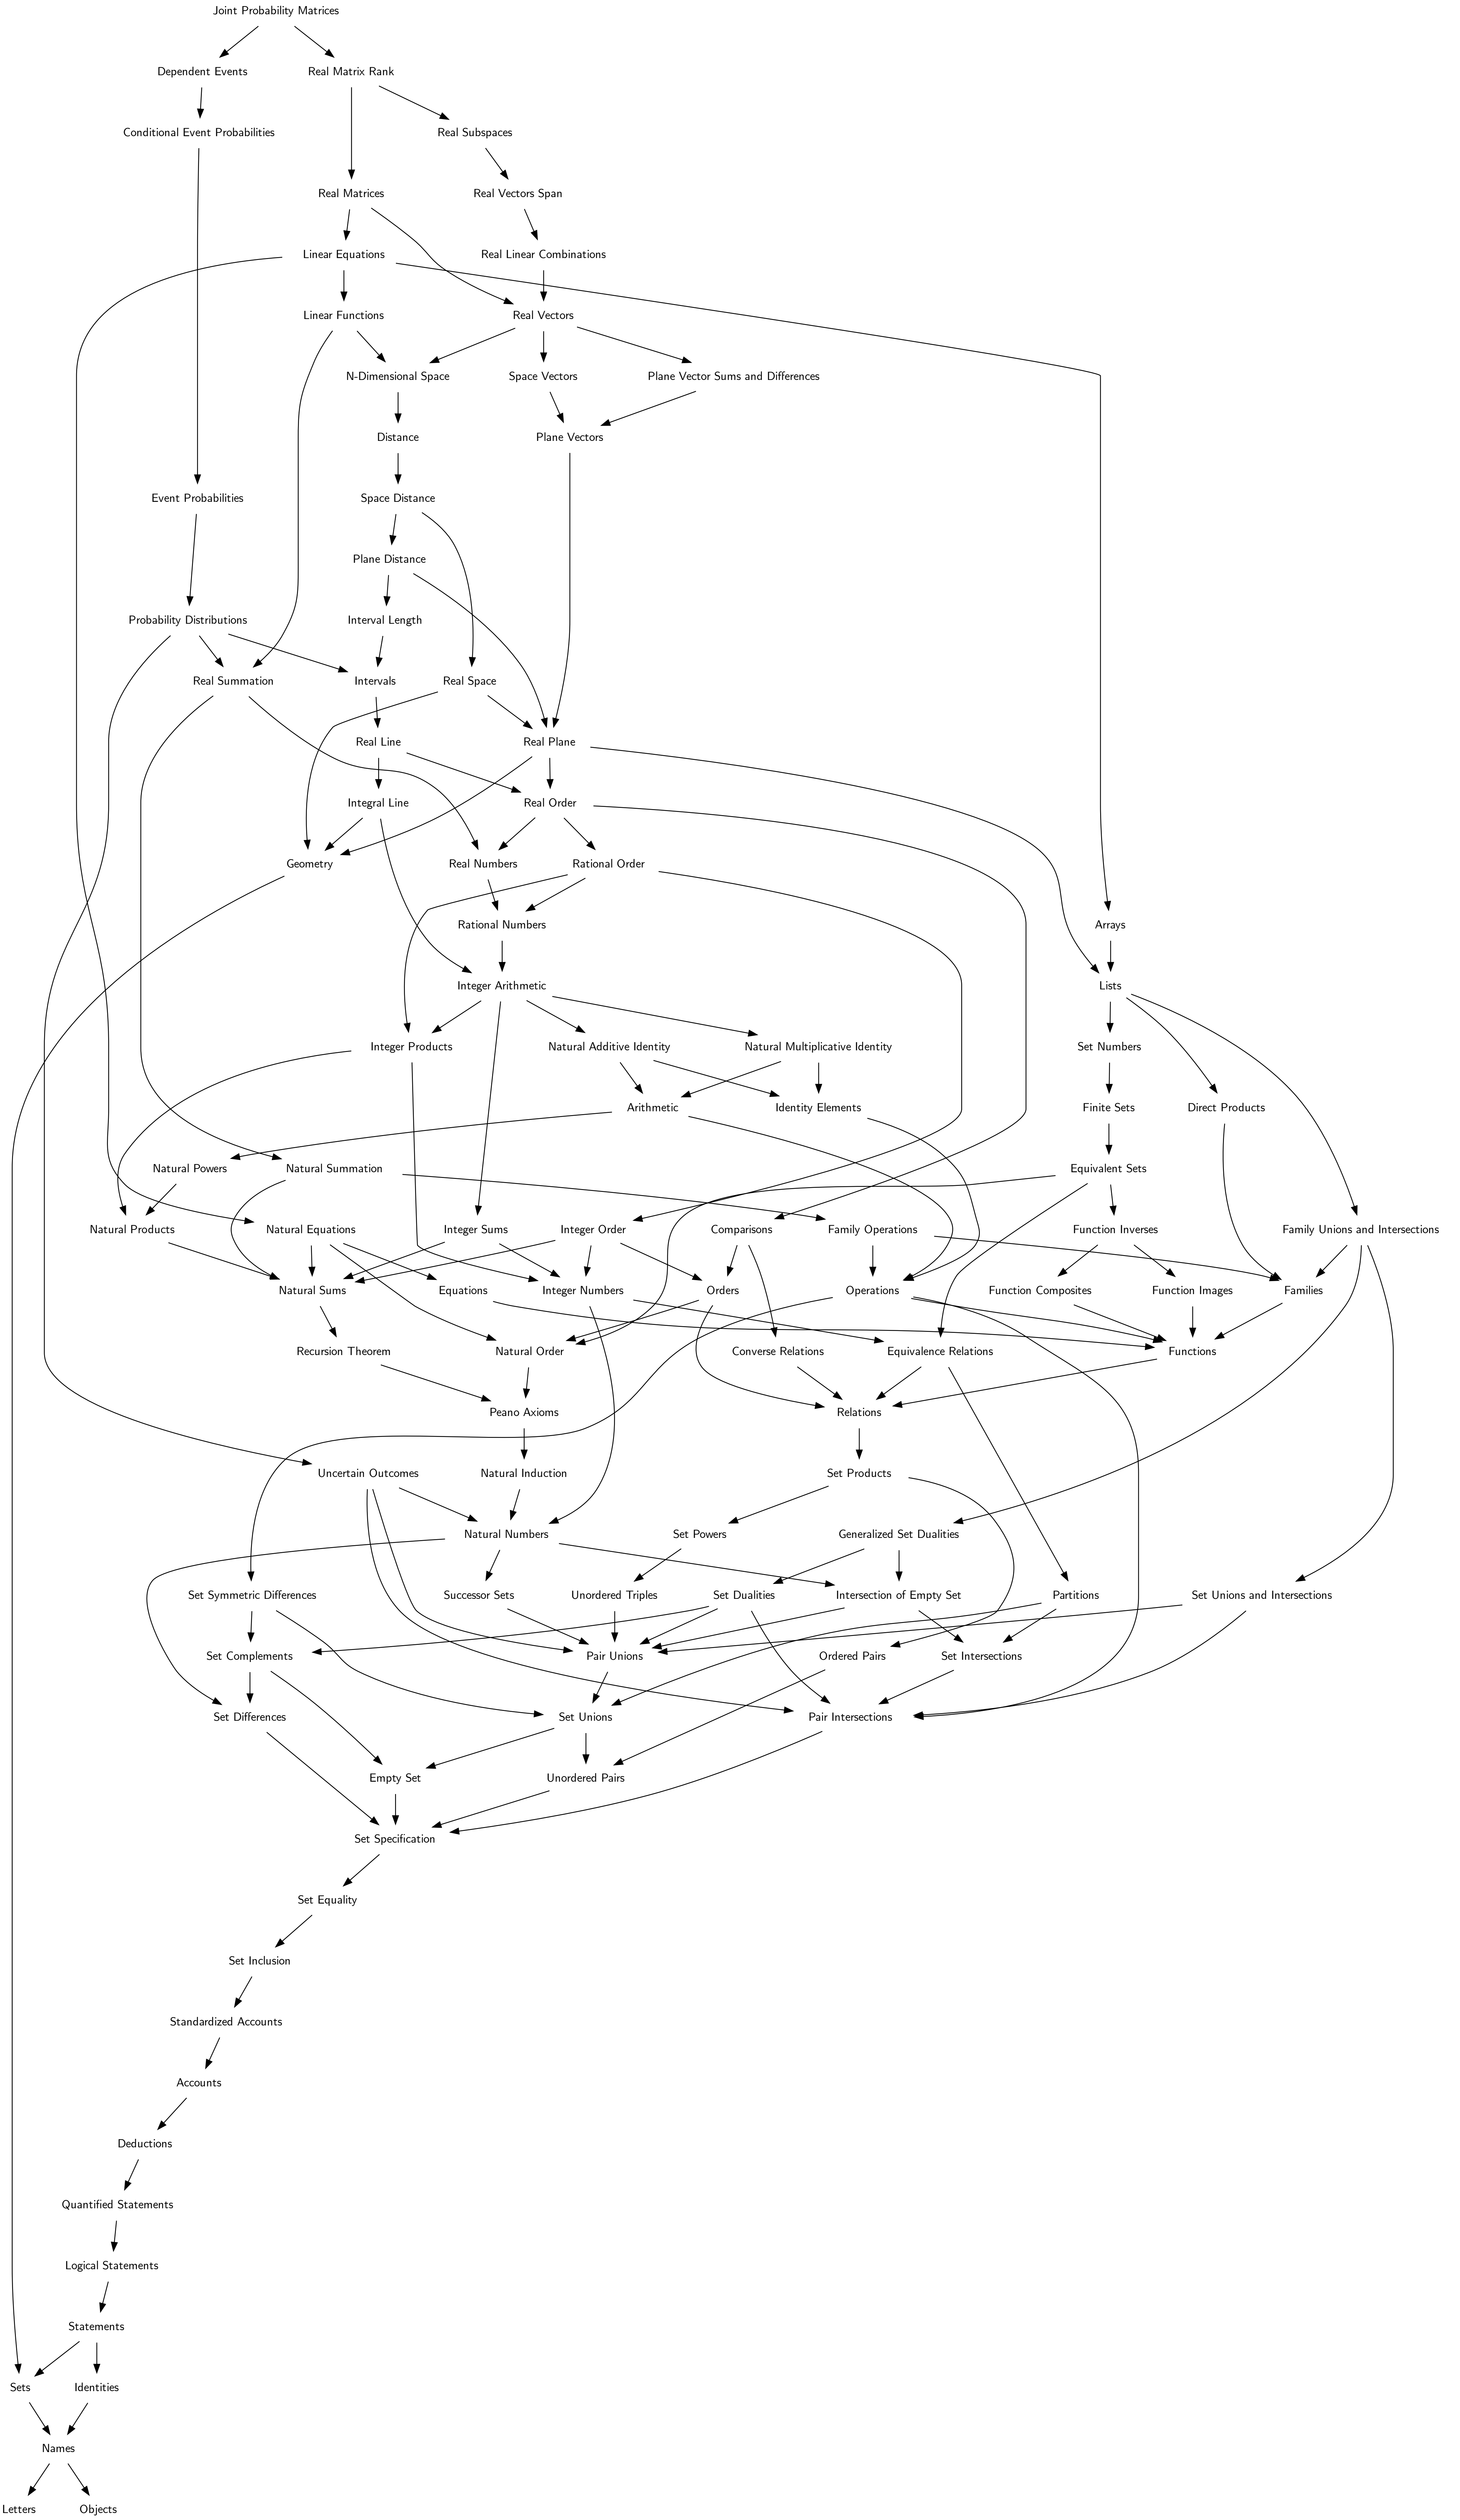 Joint Probability Matrices
Dependent Events
Real Matrix Rank
Conditional Event Probabilities
Real Subspaces
Real Matrices
Real Vectors Span
Linear Equations
Real Linear Combinations
Linear Functions
Real Vectors
N-Dimensional Space
Space Vectors
Plane Vector Sums and Differences
Distance
Plane Vectors
Event Probabilities
Space Distance
Plane Distance
Probability Distributions
Interval Length
Real Summation
Intervals
Real Space
Real Line
Real Plane
Integral Line
Real Order
Geometry
Real Numbers
Rational Order
Rational Numbers
Arrays
Integer Arithmetic
Lists
Integer Products
Natural Additive Identity
Natural Multiplicative Identity
Set Numbers
Arithmetic
Identity Elements
Finite Sets
Direct Products
Natural Powers
Natural Summation
Equivalent Sets
Natural Products
Natural Equations
Integer Sums
Integer Order
Comparisons
Family Operations
Function Inverses
Family Unions and Intersections
Natural Sums
Equations
Integer Numbers
Orders
Operations
Function Composites
Function Images
Families
Recursion Theorem
Natural Order
Converse Relations
Equivalence Relations
Functions
Peano Axioms
Relations
Uncertain Outcomes
Natural Induction
Set Products
Natural Numbers
Set Powers
Generalized Set Dualities
Set Symmetric Differences
Successor Sets
Unordered Triples
Set Dualities
Intersection of Empty Set
Partitions
Set Unions and Intersections
Set Complements
Pair Unions
Ordered Pairs
Set Intersections
Set Differences
Set Unions
Pair Intersections
Empty Set
Unordered Pairs
Set Specification
Set Equality
Set Inclusion
Standardized Accounts
Accounts
Deductions
Quantified Statements
Logical Statements
Statements
Sets
Identities
Names
Letters
Objects